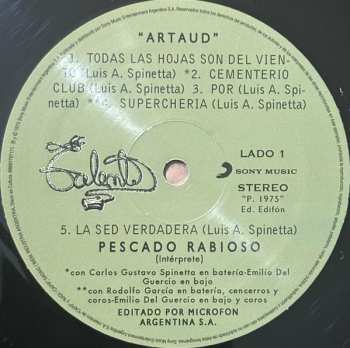 "ARTAUD"
1. TODAS LAS HOJAS SON DEL VIEN-
TO (Luis A. Spinetta) *2. CEMENTERIO
CLUB (Luis A. Spinetta) 3. POR (Luis A. Spi-
netta) **4. SUPERCHERIA (Luis A. Spinetta)
Talent
LADO 1
SONY MUSIC
STEREO
"P. 1975"
Ed. Edifón
5. LA SED VERDADERA (Luis A. Spinetta)
PESCADO RABIOSO
(Intérprete)
*con Carlos Gustavo Spinetta en batería-Emilio Del
Guercio en bajo
**con Rodolfo García en batería, cencerros y
coros-Emilio Del Guercio en bajo y coros
EDITADO POR MICROFON
ARGENTINA S.A.